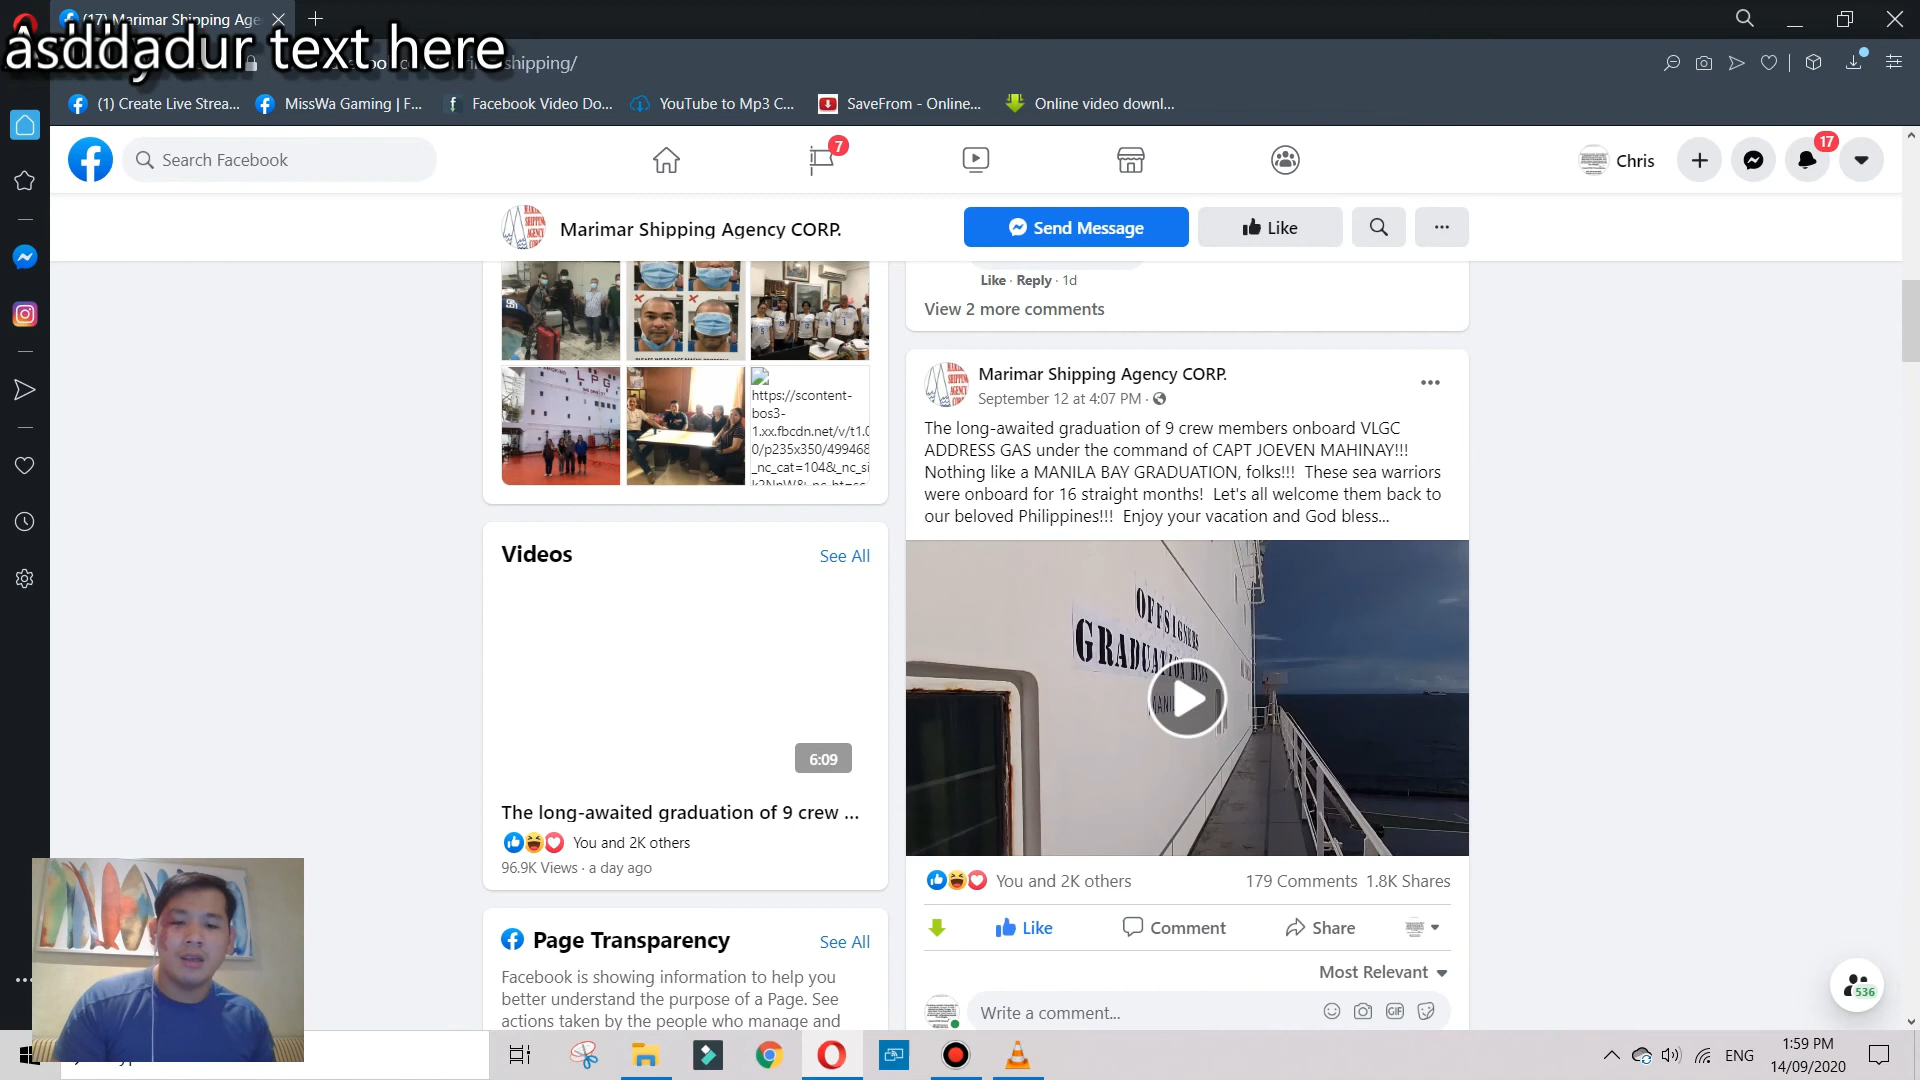 (17) Marimar Shipping Age
asddadur text here
shipping/
(1) Create Live Strea...
MissWa Gaming | F...
Facebook Video Do...
YouTube to Mp3 C...
SaveFrom - Online...
Online video downl...
Search Facebook
7
Chris
17
Marimar Shipping Agency CORP.
Send Message
Like
LPG
https://scontent-
bos3-
1.xx.fbcdn.net/v/t1.0
0/p235x350/499468
_nc_cat=104&_nc_si
Like · Reply · 1d
View 2 more comments
Marimar Shipping Agency CORP.
September 12 at 4:07 PM ·
The long-awaited graduation of 9 crew members onboard VLGC
ADDRESS GAS under the command of CAPT JOEVEN MAHINAY!!!
Nothing like a MANILA BAY GRADUATION, folks!!! These sea warriors
were onboard for 16 straight months! Let's all welcome them back to
our beloved Philippines!!! Enjoy your vacation and God bless...
OFFSIGNERS
GRADUATION
MANIL
Videos
See All
6:09
The long-awaited graduation of 9 crew ...
You and 2K others
96.9K Views · a day ago
You and 2K others
179 Comments 1.8K Shares
Like
Comment
Share
Most Relevant
Write a comment...
GIF
Page Transparency
See All
Facebook is showing information to help you
better understand the purpose of a Page. See
actions taken by the people who manage and
536
ENG
1:59 PM
14/09/2020